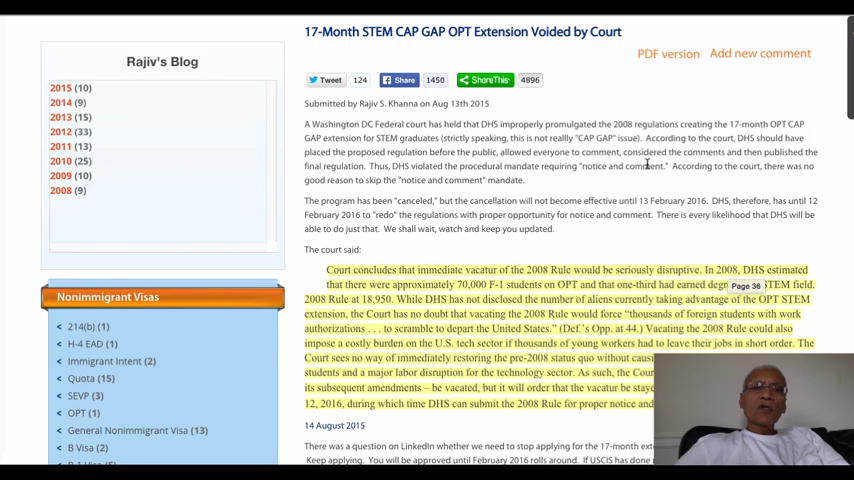 17-Month STEM CAP GAP OPT Extension Voided by Court
PDF version Add new comment
Rajiv's Blog
2015 (10)
2014 (9)
2013 (15)
2012 (33)
2011 (13)
2010 (25)
2009 (10)
2008 (9)
Tweet 124 Share 1450 ShareThis 4896
Submitted by Rajiv S. Khanna on Aug 13th 2015
A Washington DC Federal court has held that DHS improperly promulgated the 2008 regulations creating the 17-month OPT CAP
GAP extension for STEM graduates (strictly speaking, this is not reallly "CAP GAP" issue). According to the court, DHS should have
placed the proposed regulation before the public, allowed everyone to comment, considered the comments and then published the
final regulation. Thus, DHS violated the procedural mandate requiring "notice and comment." According to the court, there was no
good reason to skip the "notice and comment" mandate.
The program has been "canceled," but the cancellation will not become effective until 13 February 2016. DHS, therefore, has until 12
February 2016 to "redo" the regulations with proper opportunity for notice and comment. There is every likelihood that DHS will be
able to do just that. We shall wait, watch and keep you updated.
The court said:
Court concludes that immediate vacatur of the 2008 Rule would be seriously disruptive. In 2008, DHS estimated
that there were approximately 70,000 F-1 students on OPT and that one-third had earned degr Page 36 STEM field.
2008 Rule at 18,950. While DHS has not disclosed the number of aliens currently taking advantage of the OPT STEM
extension, the Court has no doubt that vacating the 2008 Rule would force "thousands of foreign students with work
authorizations . . . to scramble to depart the United States." (Def.'s Opp. at 44.) Vacating the 2008 Rule could also
impose a costly burden on the U.S. tech sector if thousands of young workers had to leave their jobs in short order. The
Court sees no way of immediately restoring the pre-2008 status quo without causi
students and a major labor disruption for the technology sector. As such, the Cour
its subsequent amendments – be vacated, but it will order that the vacatur be staye
12, 2016, during which time DHS can submit the 2008 Rule for proper notice and
14 August 2015
There was a question on LinkedIn whether we need to stop applying for the 17-month ext
Keep applying. You will be approved until February 2016 rolls around. If USCIS has done
Nonimmigrant Visas
< 214(b) (1)
< H-4 EAD (1)
< Immigrant Intent (2)
< Quota (15)
< SEVP (3)
< OPT (1)
< General Nonimmigrant Visa (13)
< B Visa (2)